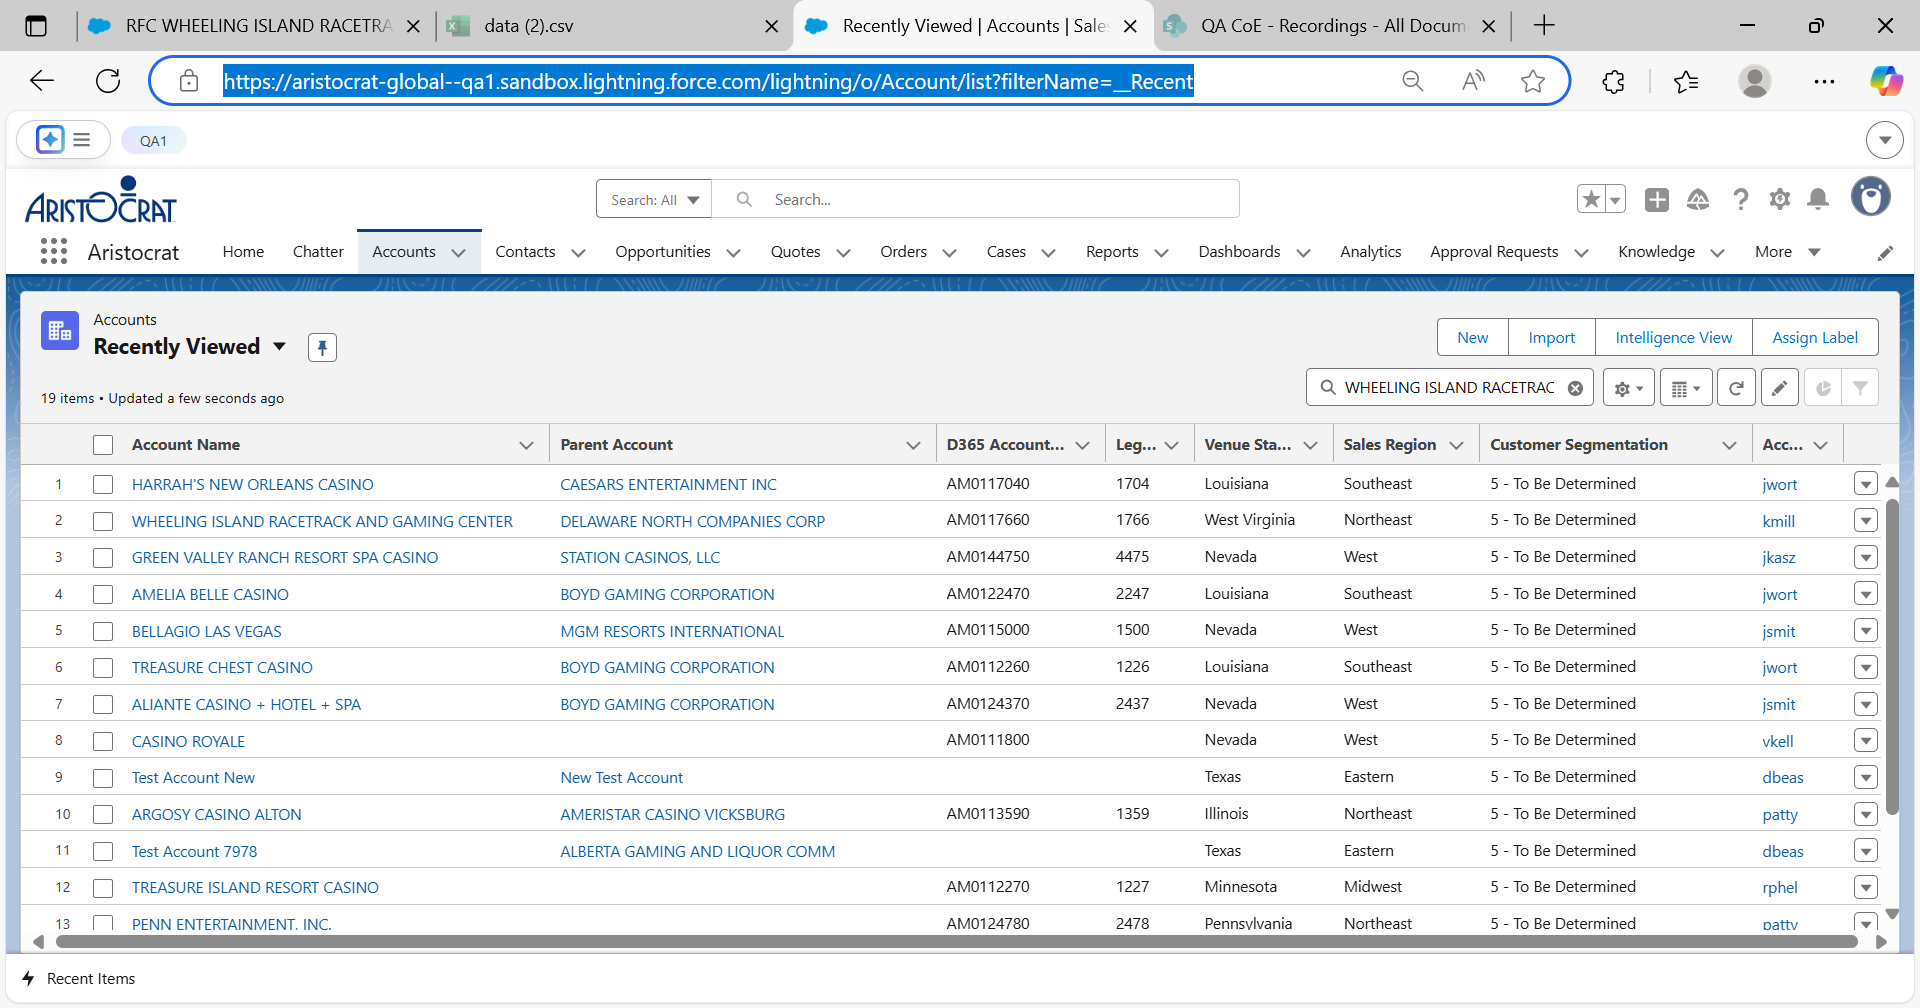 RFC WHEELING ISLAND RACETRA
data (2).csv
Recently Viewed | Accounts | Sales
QA CoE - Recordings - All Docum
https://aristocrat-global--qa1.sandbox.lightning.force.com/lightning/o/Account/list?filterName=__Recent
QA1
ARISTOCRAT
Search: All
Search...
Aristocrat
Home
Chatter
Accounts
Contacts
Opportunities
Quotes
Orders
Cases
Reports
Dashboards
Analytics
Approval Requests
Knowledge
More
Accounts
Recently Viewed
New
Import
Intelligence View
Assign Label
19 items • Updated a few seconds ago
WHEELING ISLAND RACETRAC
Account Name Parent Account D365 Account... Leg... Venue Sta... Sales Region Customer Segmentation Acc...
1 HARRAH'S NEW ORLEANS CASINO CAESARS ENTERTAINMENT INC AM0117040 1704 Louisiana Southeast 5 - To Be Determined jwort
2 WHEELING ISLAND RACETRACK AND GAMING CENTER DELAWARE NORTH COMPANIES CORP AM0117660 1766 West Virginia Northeast 5 - To Be Determined kmill
3 GREEN VALLEY RANCH RESORT SPA CASINO STATION CASINOS, LLC AM0144750 4475 Nevada West 5 - To Be Determined jkasz
4 AMELIA BELLE CASINO BOYD GAMING CORPORATION AM0122470 2247 Louisiana Southeast 5 - To Be Determined jwort
5 BELLAGIO LAS VEGAS MGM RESORTS INTERNATIONAL AM0115000 1500 Nevada West 5 - To Be Determined jsmit
6 TREASURE CHEST CASINO BOYD GAMING CORPORATION AM0112260 1226 Louisiana Southeast 5 - To Be Determined jwort
7 ALIANTE CASINO + HOTEL + SPA BOYD GAMING CORPORATION AM0124370 2437 Nevada West 5 - To Be Determined jsmit
8 CASINO ROYALE AM0111800 Nevada West 5 - To Be Determined vkell
9 Test Account New New Test Account Texas Eastern 5 - To Be Determined dbeas
10 ARGOSY CASINO ALTON AMERISTAR CASINO VICKSBURG AM0113590 1359 Illinois Northeast 5 - To Be Determined patty
11 Test Account 7978 ALBERTA GAMING AND LIQUOR COMM Texas Eastern 5 - To Be Determined dbeas
12 TREASURE ISLAND RESORT CASINO AM0112270 1227 Minnesota Midwest 5 - To Be Determined rphel
13 PENN ENTERTAINMENT, INC. AM0124780 2478 Pennsylvania Northeast 5 - To Be Determined patty
Recent Items